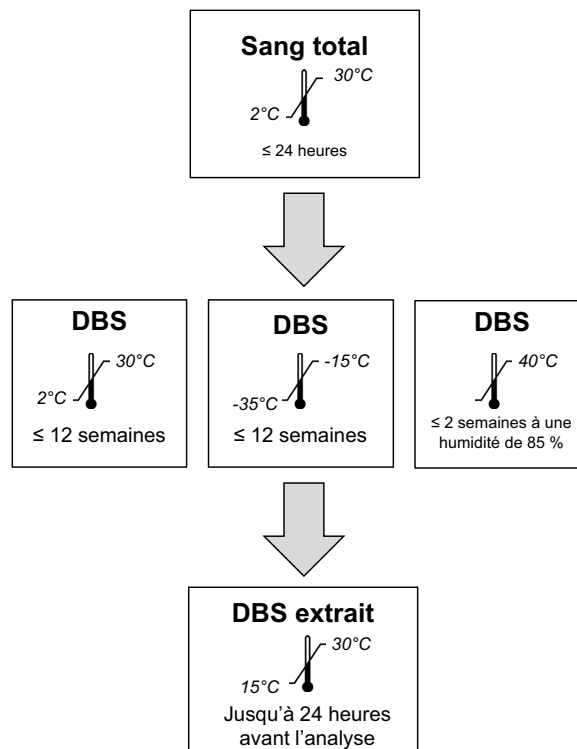 Sang total
30°C
2°C
≤ 24 heures
DBS
30°C
2°C
≤ 12 semaines
DBS
-15°C
-35°C
≤ 12 semaines
DBS
40°C
≤ 2 semaines à une
humidité de 85 %
DBS extrait
30°C
15°C
Jusqu'à 24 heures
avant l'analyse